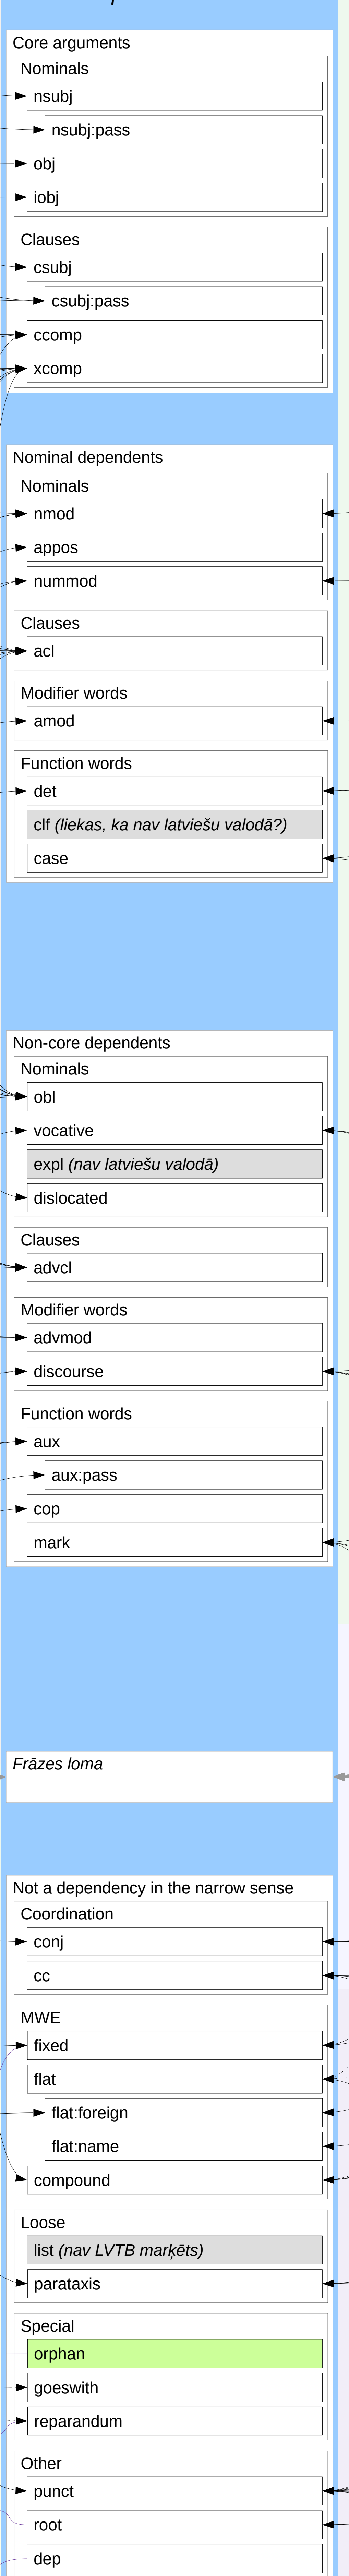 Core arguments
Nominals
nsubj
nsubj:pass
obj
iobj
Clauses
csubj
csubj:pass
ccomp
xcomp
Nominal dependents
Nominals
nmod
appos
nummod
Clauses
acl
Modifier words
amod
Function words
det
clf (liekas, ka nav latviešu valodā?)
case
Non-core dependents
Nominals
obl
vocative
expl (nav latviešu valodā)
dislocated
Clauses
advcl
Modifier words
advmod
discourse
Function words
aux
aux:pass
cop
mark
Frāzes loma
Not a dependency in the narrow sense
Coordination
conj
cc
MWE
fixed
flat
flat:foreign
flat:name
compound
Loose
list (nav LVTB marķēts)
parataxis
Special
orphan
goeswith
reparandum
Other
punct
root
dep